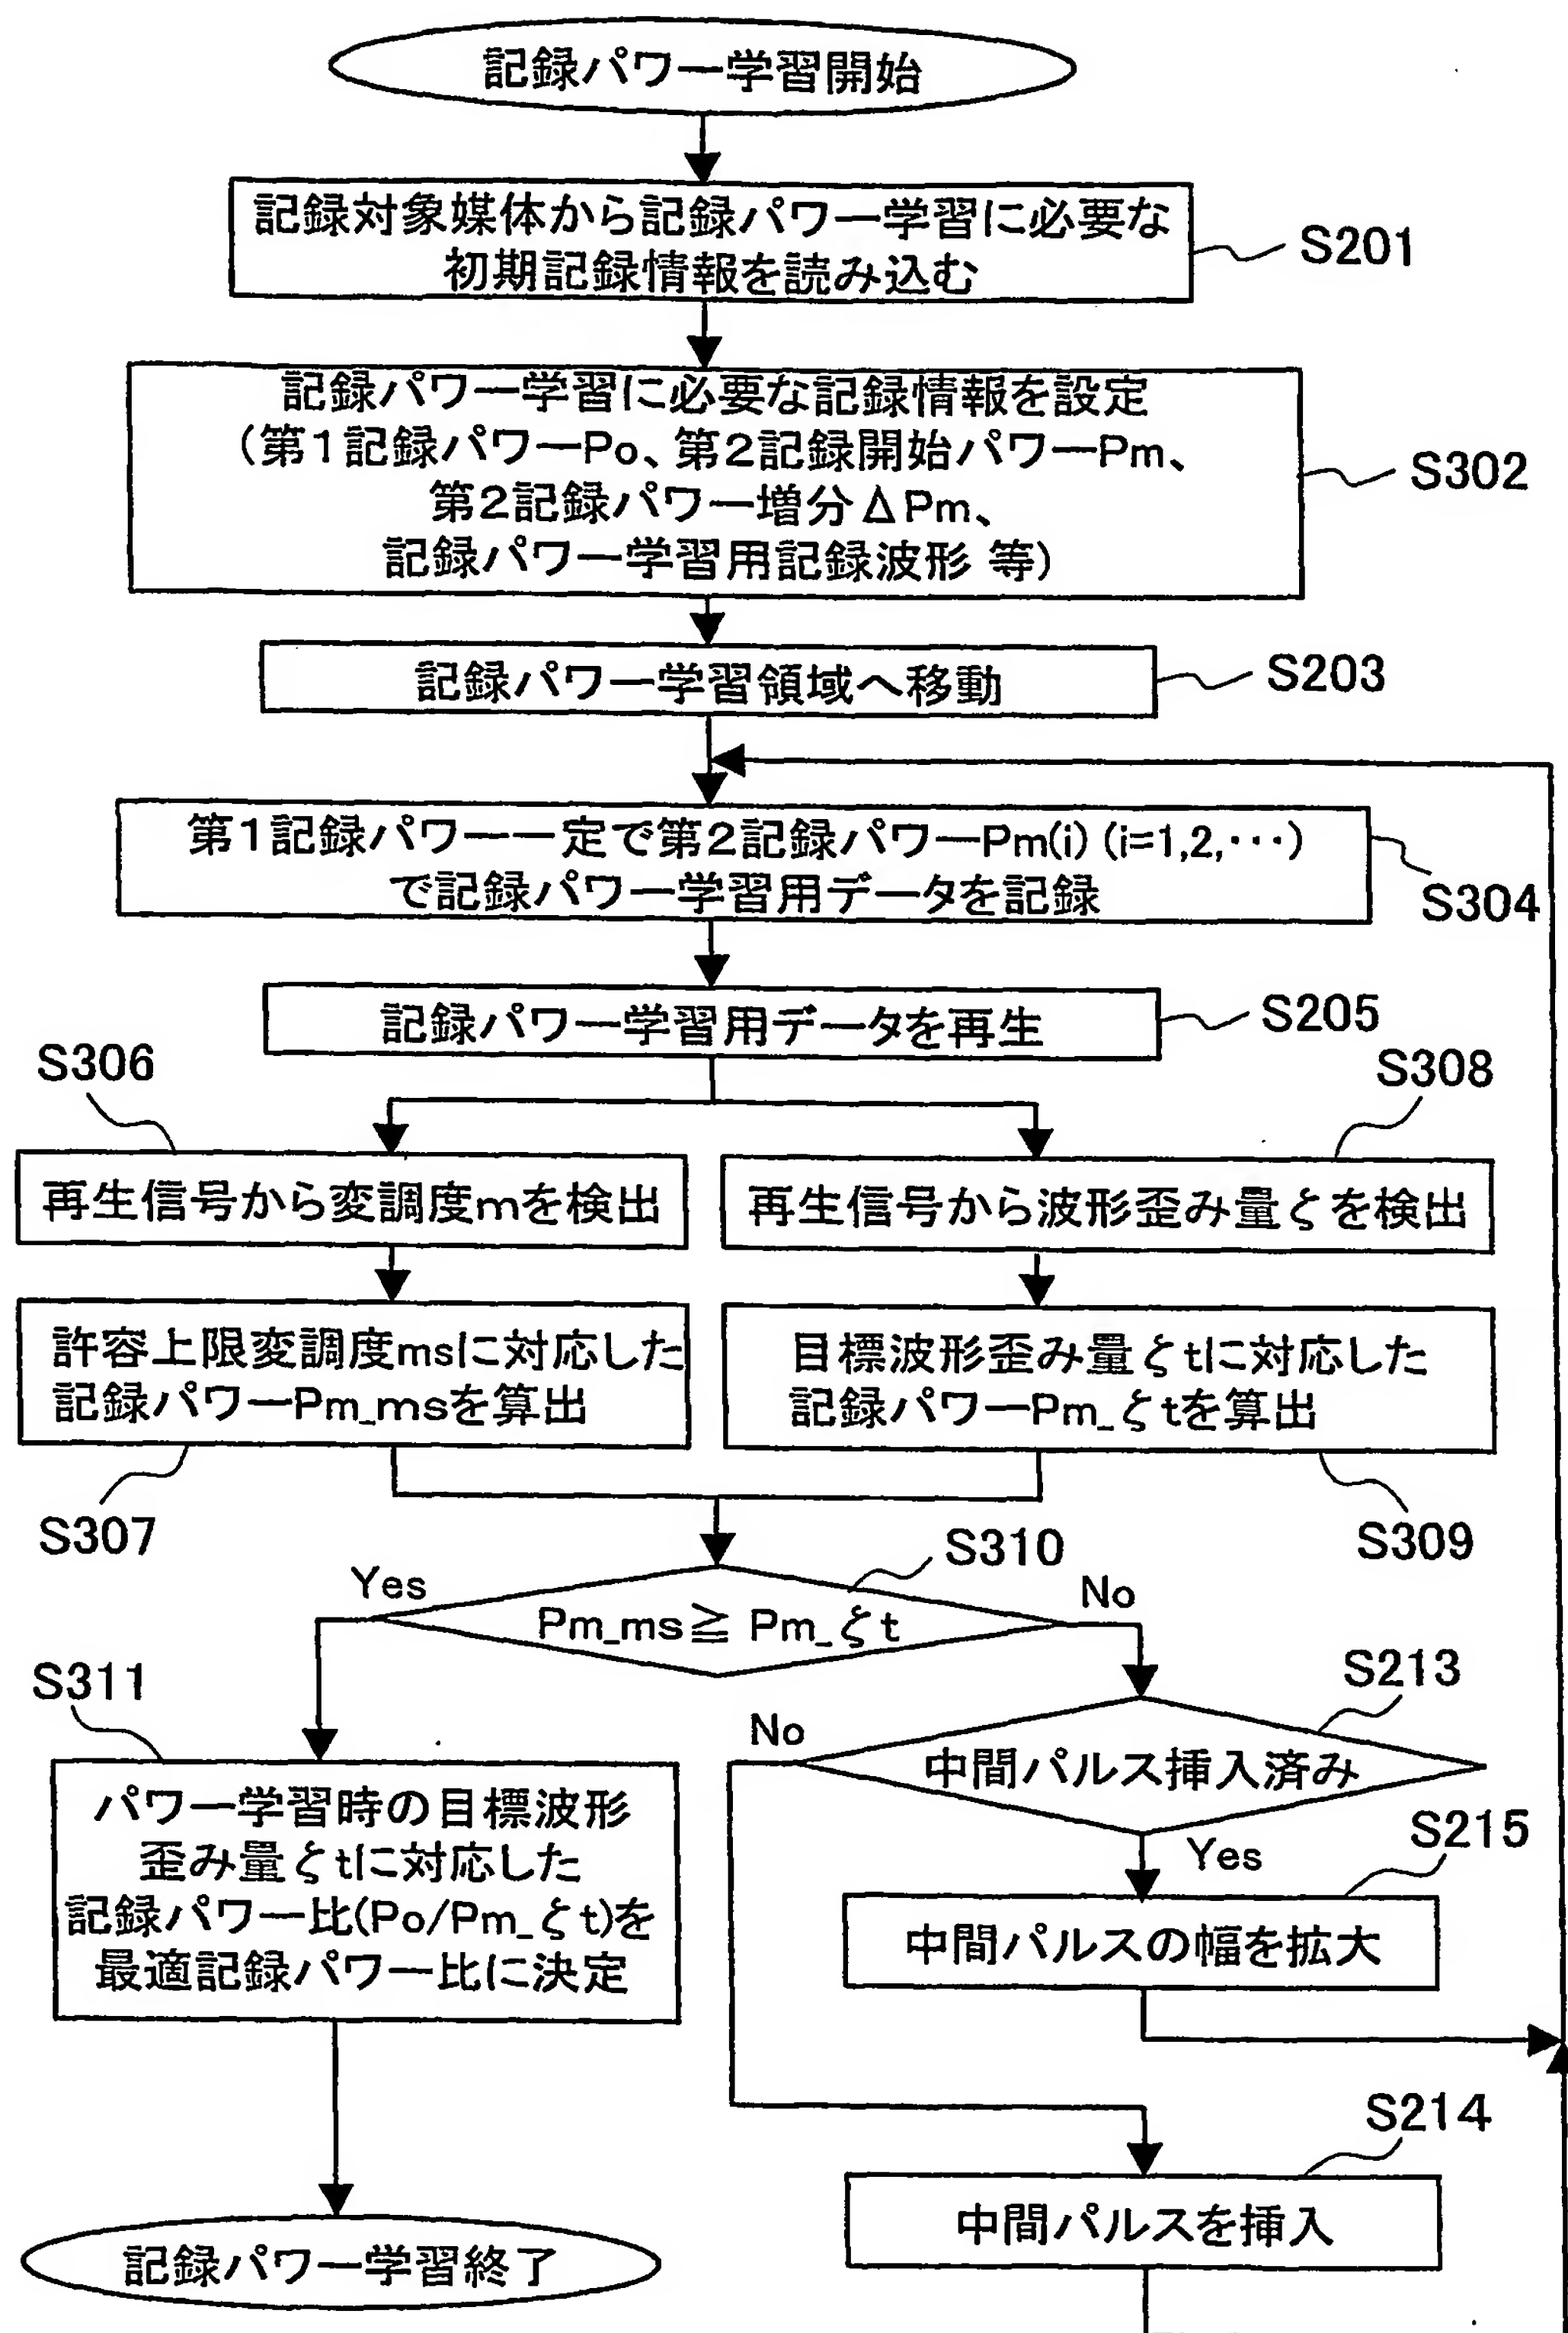 記録パワー学習開始
記録対象媒体から記録パワー学習に必要な
初期記録情報を読み込む
S201
記録パワー学習に必要な記録情報を設定
(第1記録パワーPo、第2記録開始パワーPm、
第2記録パワー増分ΔPm、
記録パワー学習用記録波形 等)
S302
記録パワー学習領域へ移動
S203
第1記録パワー一定で第2記録パワーPm(i) (i=1,2,・・・)
で記録パワー学習用データを記録
S304
記録パワー学習用データを再生
S205
S306
S308
再生信号から変調度mを検出
再生信号から波形歪み量ζを検出
許容上限変調度msに対応した
記録パワーPm_msを算出
目標波形歪み量ζtに対応した
記録パワーPm_ζtを算出
S307
S309
S310
Yes
No
Pm_ms≧ Pm_ζt
S311
S213
No
中間パルス挿入済み
パワー学習時の目標波形
歪み量ζtに対応した
記録パワー比(Po/Pm_ζt)を
最適記録パワー比に決定
Yes
S215
中間パルスの幅を拡大
S214
中間パルスを挿入
記録パワー学習終了